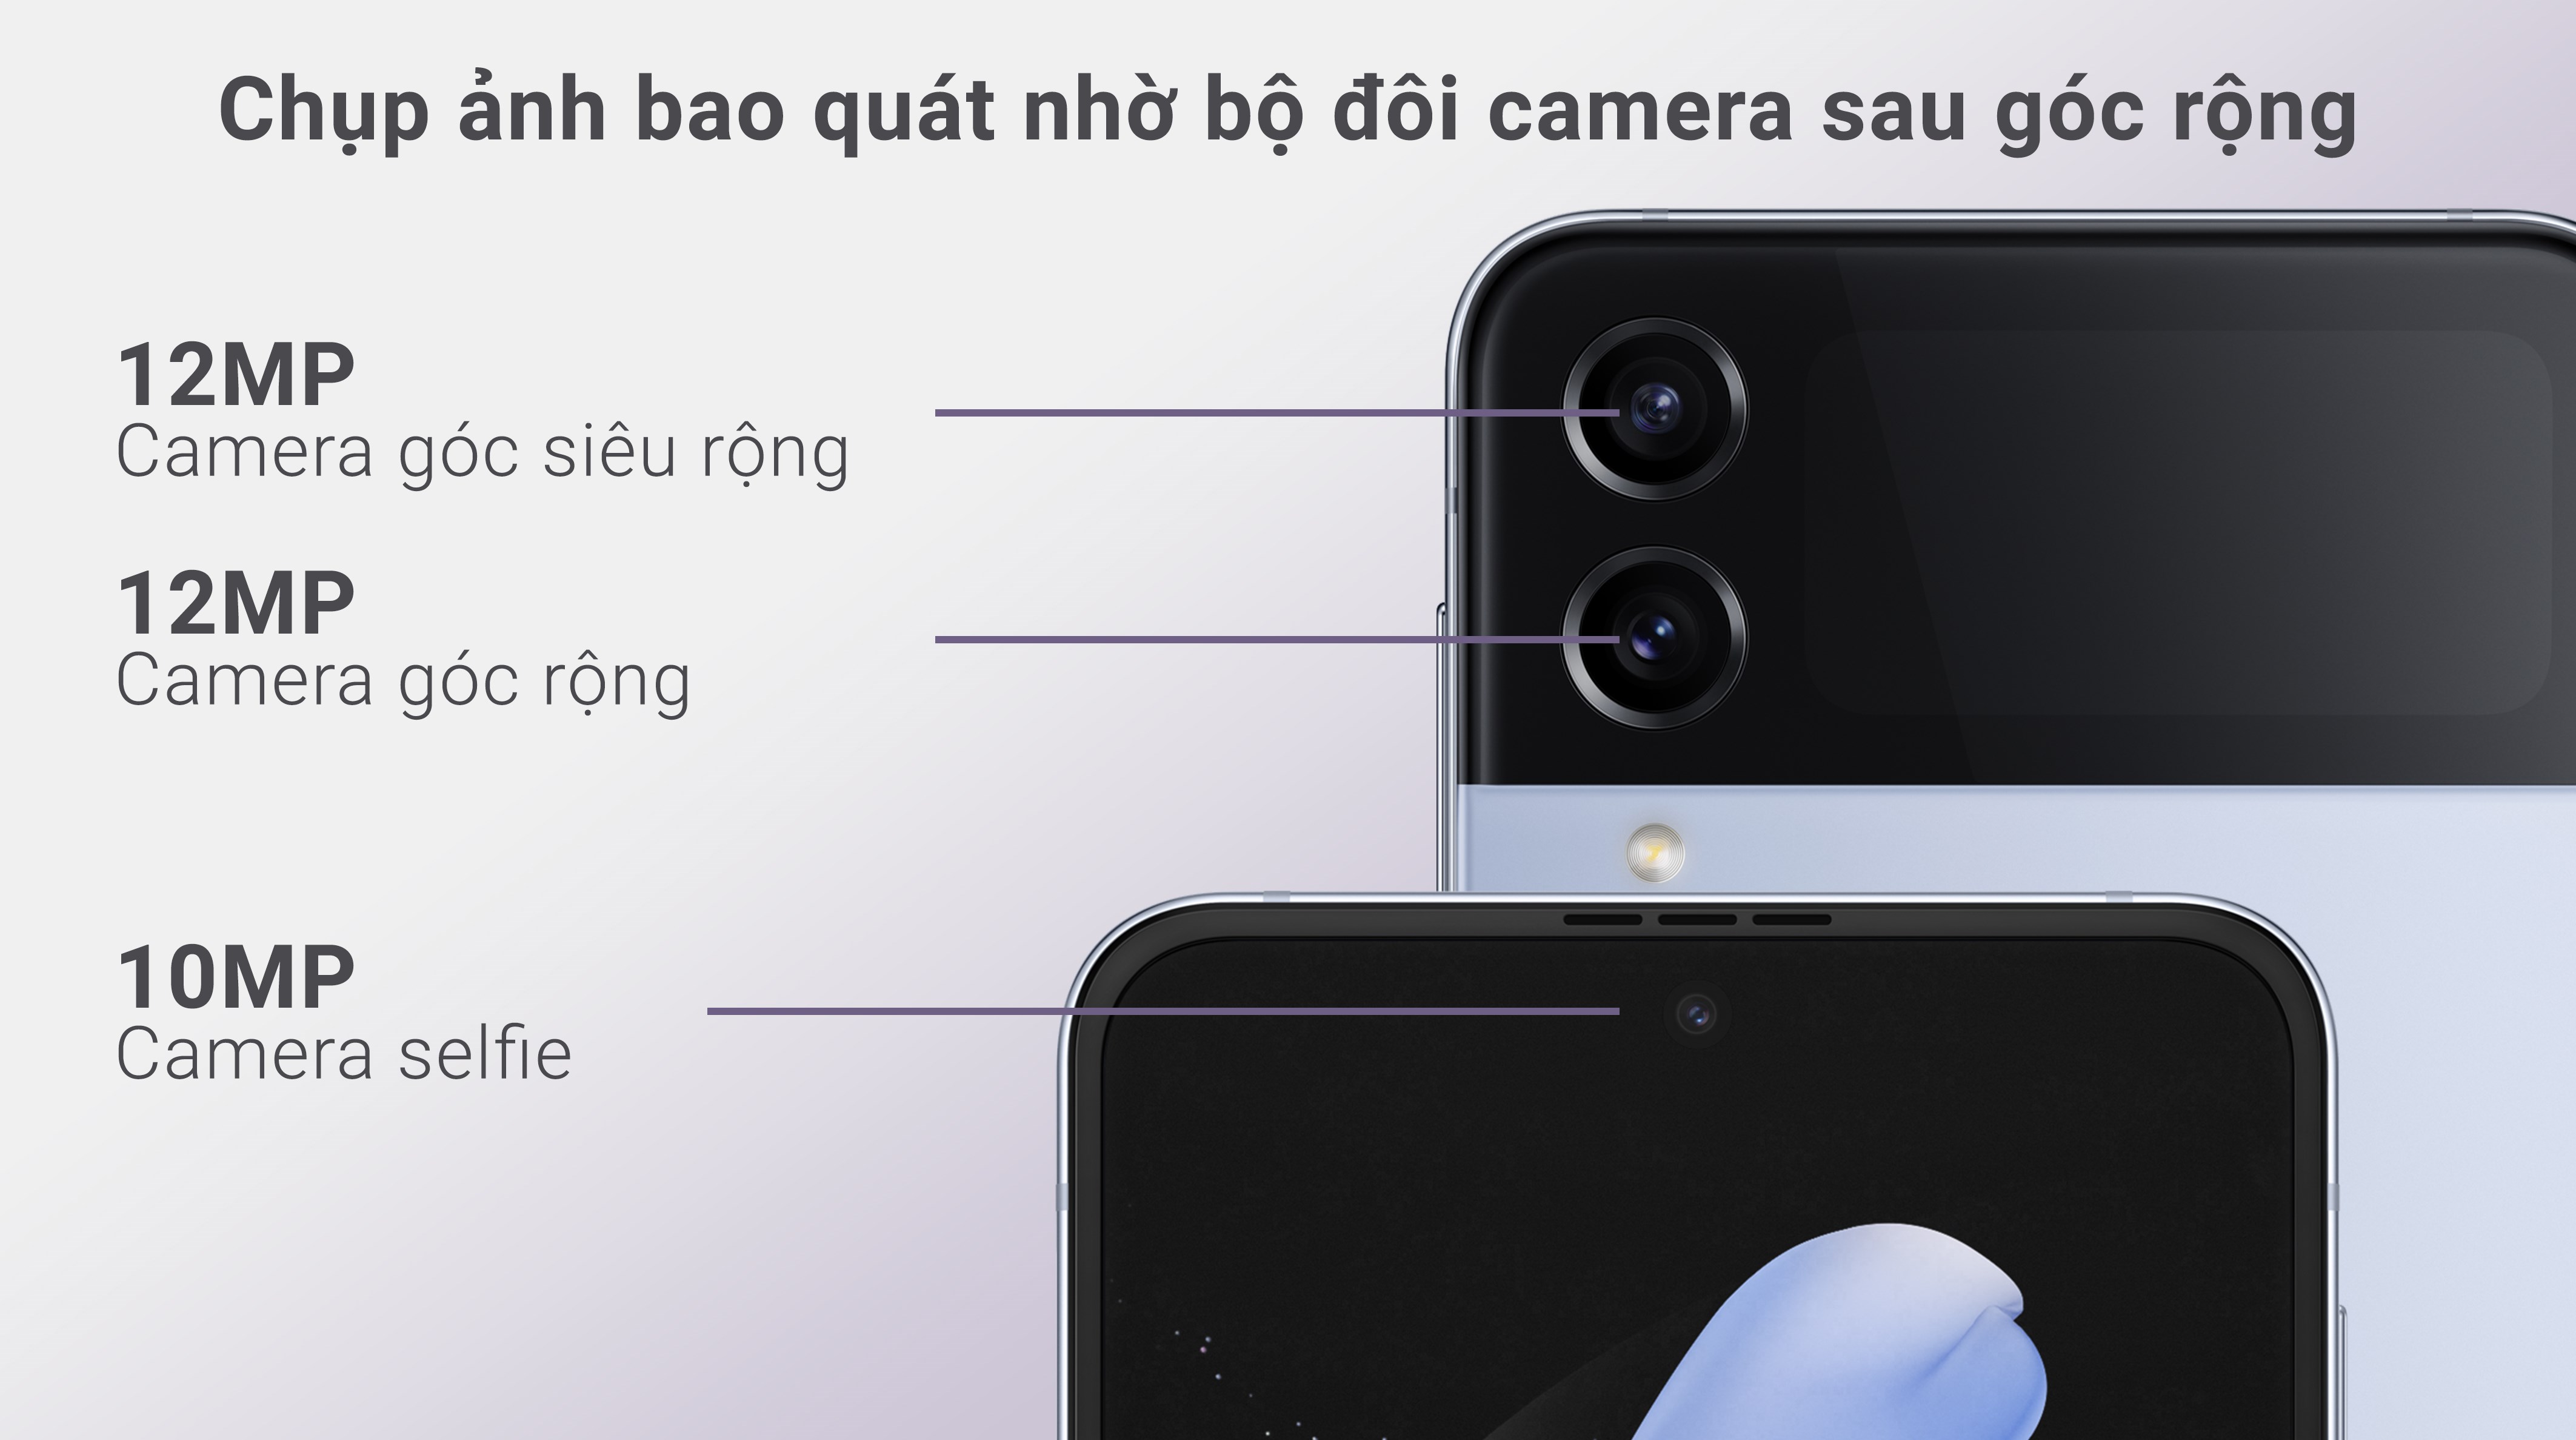 Chụp ảnh bao quát nhờ bộ đôi camera sau góc rộng
12MP
Camera góc siêu rộng
12MP
Camera góc rộng
10MP
Camera selfie